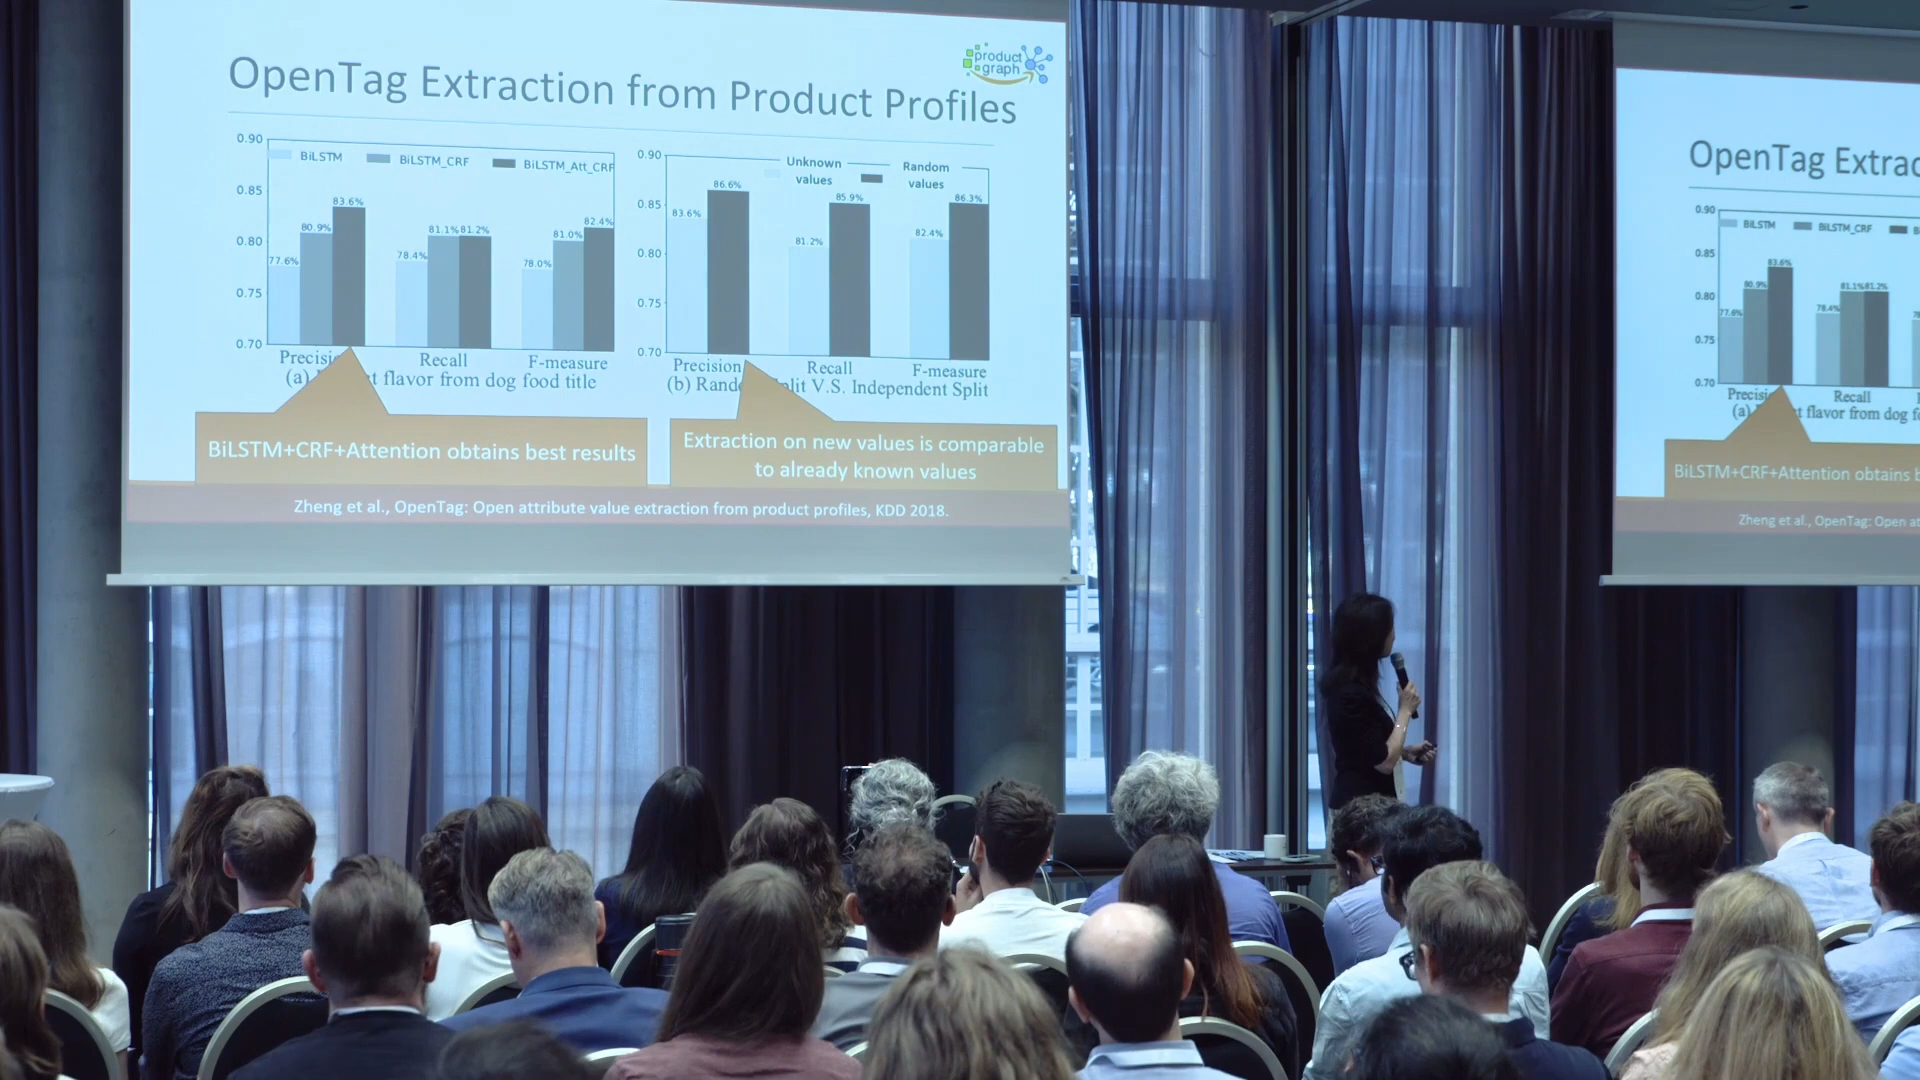 product
graph
OpenTag Extraction from Product Profiles
0.90
0.85
0.80
0.75
0.70
BiLSTM
BiLSTM_CRF
BiLSTM_Att_CRF
77.6%
80.9%
83.6%
78.4%
81.1%
81.2%
78.0%
81.0%
82.4%
Recall
F-measure
(a)
t flavor from dog food title
0.90
0.85
0.80
0.75
0.70
Unknown values
Random values
83.6%
86.6%
81.2%
85.9%
82.4%
86.3%
Precision
Recall
F-measure
(b) Rand
lit V.S. Independent Split
BiLSTM+CRF+Attention obtains best results
Extraction on new values is comparable
to already known values
Zheng et al., OpenTag: Open attribute value extraction from product profiles, KDD 2018.
OpenTag Extrac
0.90
0.85
0.80
0.75
0.70
BiLSTM
BiLSTM_CRF
77.6%
80.9%
83.6%
78.4%
81.1%
81.2%
Recall
(a)
t flavor from dog f
BiLSTM+CRF+Attention obtains b
Zheng et al., OpenTag: Open at